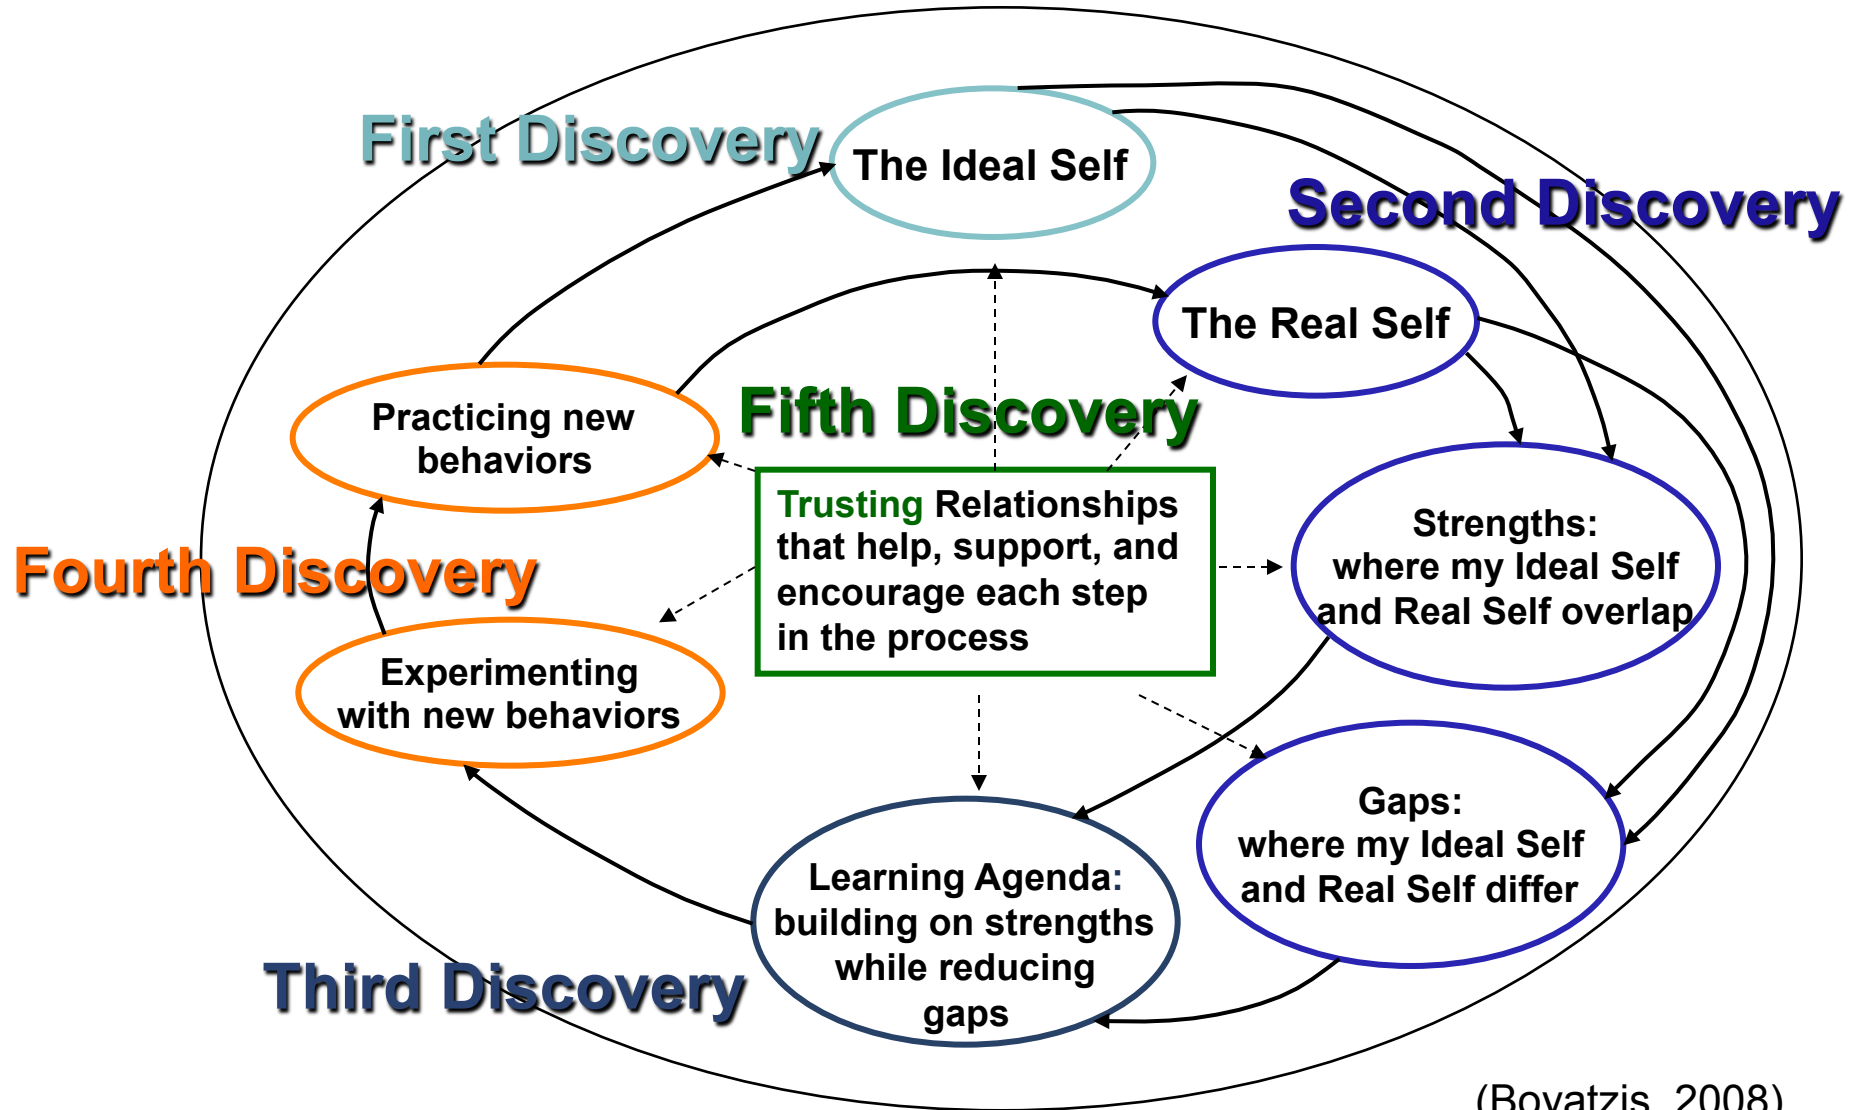 First Discovery
The Ideal Self
Second Discovery
The Real Self
Practicing new
behaviors
Fifth Discovery
Trusting Relationships
that help, support, and
encourage each step
in the process
Strengths:
where my Ideal Self
and Real Self overlap
Fourth Discovery
Experimenting
with new behaviors
Gaps:
where my Ideal Self
and Real Self differ
Learning Agenda:
building on strengths
while reducing
gaps
Third Discovery
(Boyatzis, 2008)